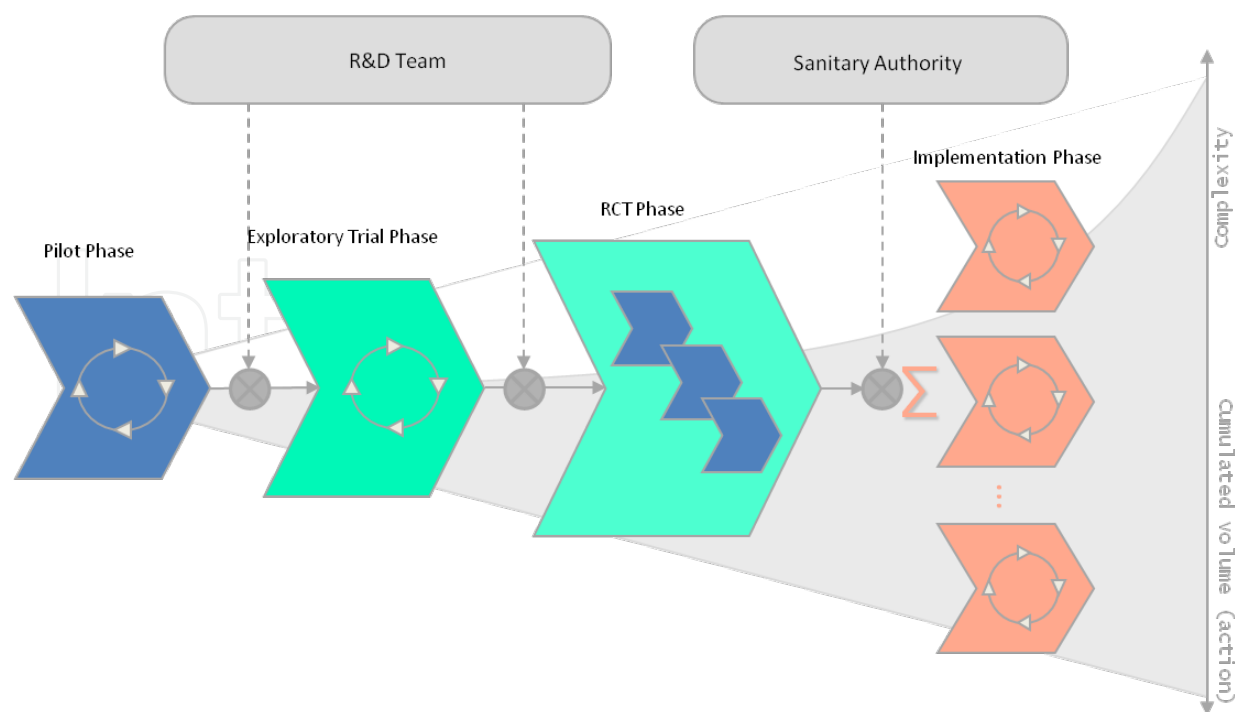 R&D Team
Sanitary Authority
Implementation Phase
RCT Phase
Exploratory Trial Phase
Pilot Phase
Σ
...
Complexity
Cumulated volume (action)